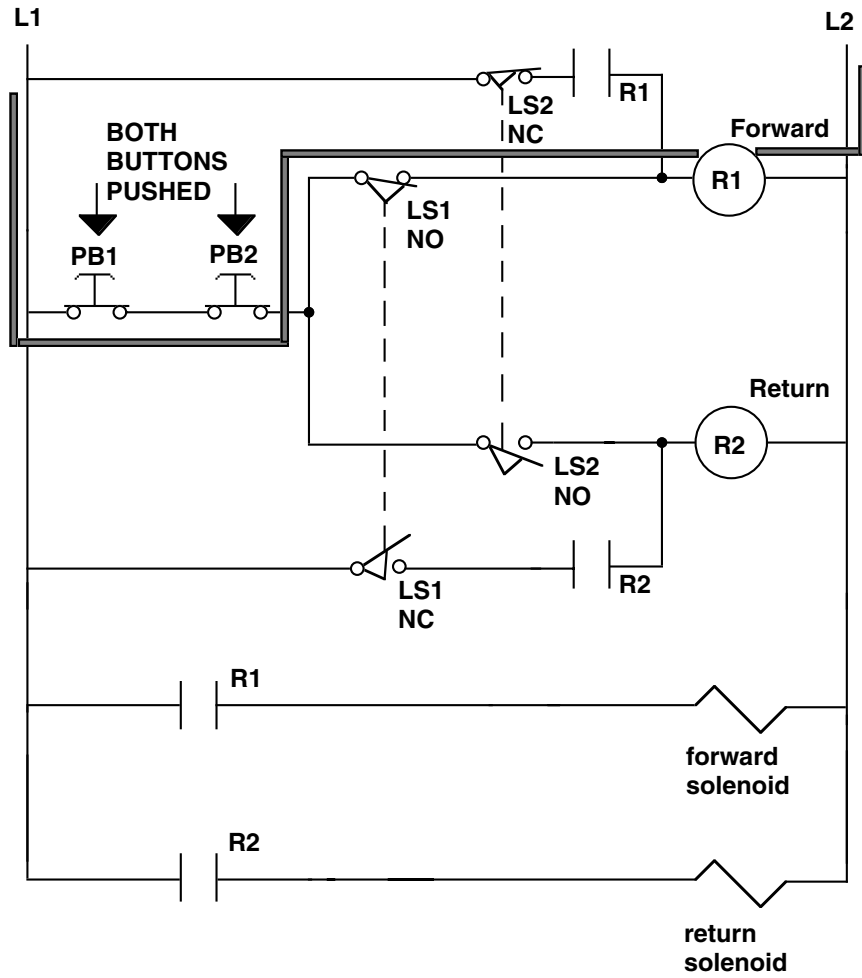 L1
L2
LS2
NC
R1
BOTH
BUTTONS
PUSHED
Forward
R1
LS1
NO
PB1
PB2
Return
R2
LS2
NO
LS1
NC
R2
R1
forward
solenoid
R2
return
solenoid